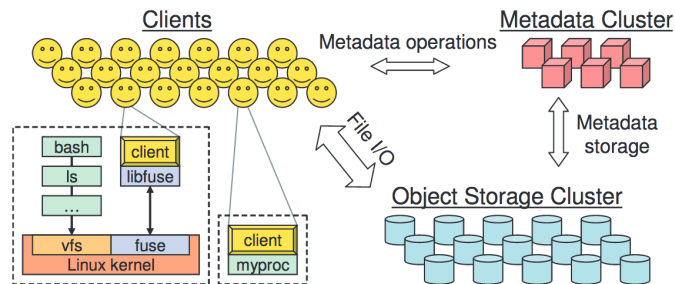 Clients
Metadata operations
Metadata Cluster
Metadata
storage
File I/O
Object Storage Cluster
bash
ls
...
client
libfuse
vfs
fuse
Linux kernel
client
myproc